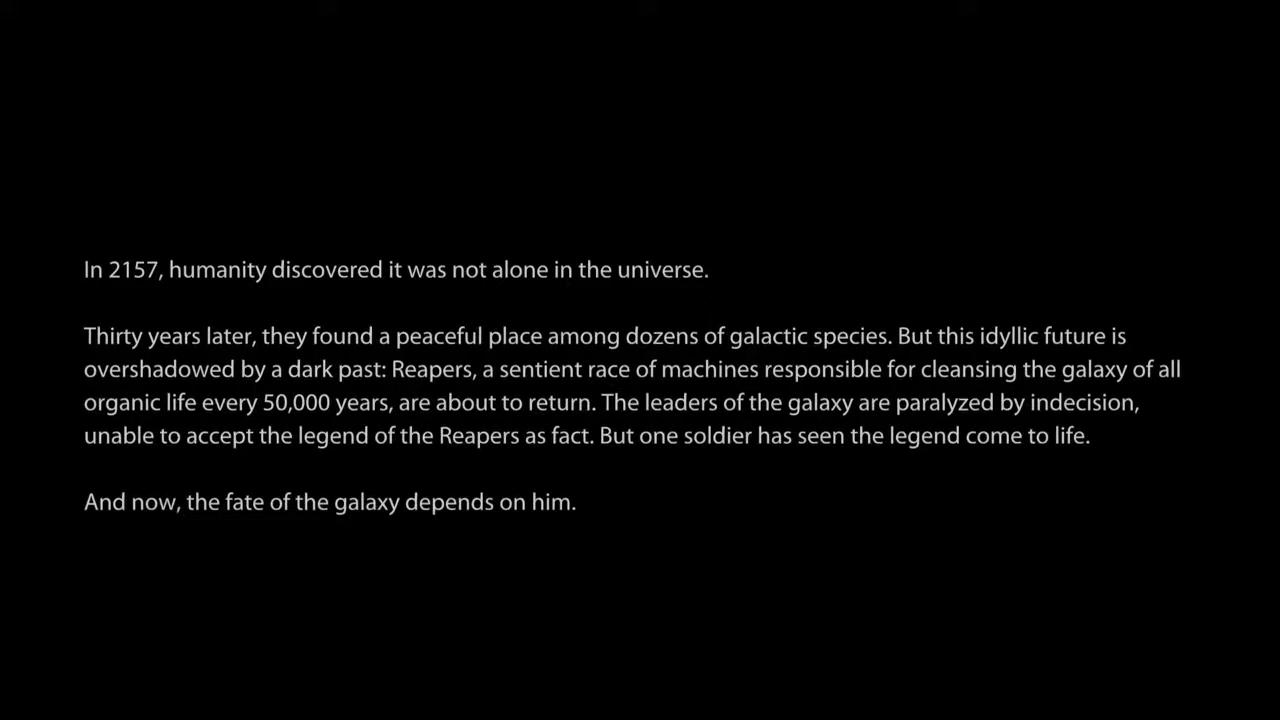 In 2157, humanity discovered it was not alone in the universe.
Thirty years later, they found a peaceful place among dozens of galactic species. But this idyllic future is
overshadowed by a dark past: Reapers, a sentient race of machines responsible for cleansing the galaxy of all
organic life every 50,000 years, are about to return. The leaders of the galaxy are paralyzed by indecision,
unable to accept the legend of the Reapers as fact. But one soldier has seen the legend come to life.
And now, the fate of the galaxy depends on him.